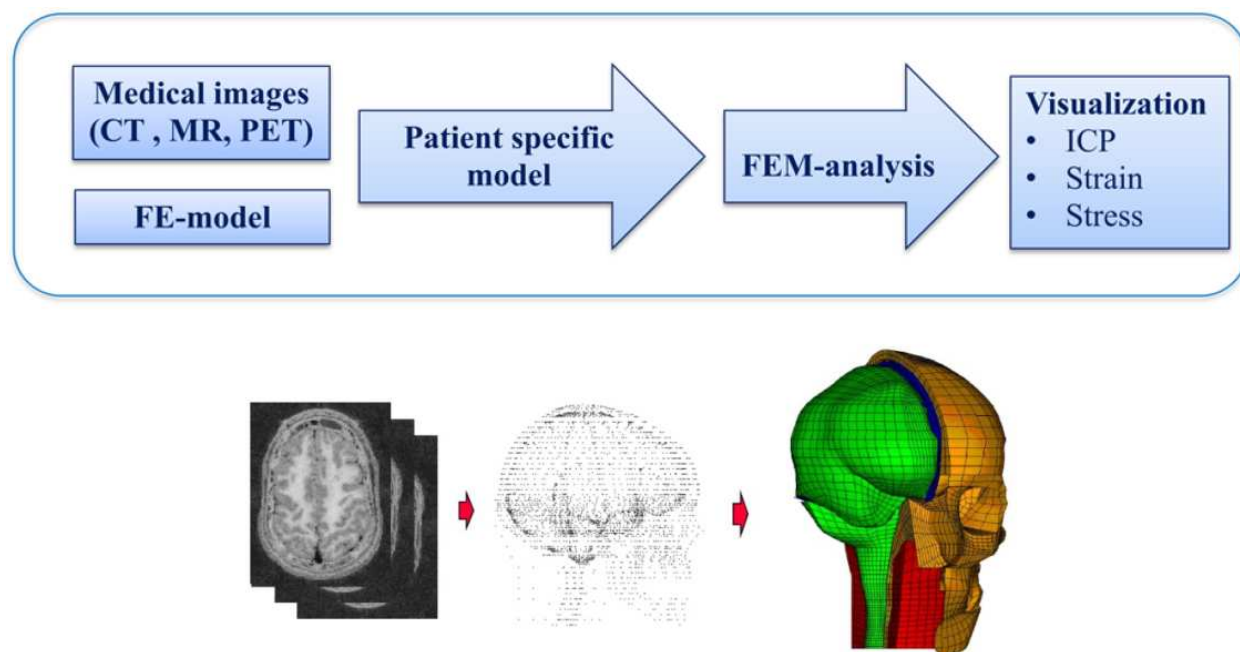 Medical images
(CT , MR, PET)
FE-model
Patient specific
model
FEM-analysis
Visualization
• ICP
• Strain
• Stress